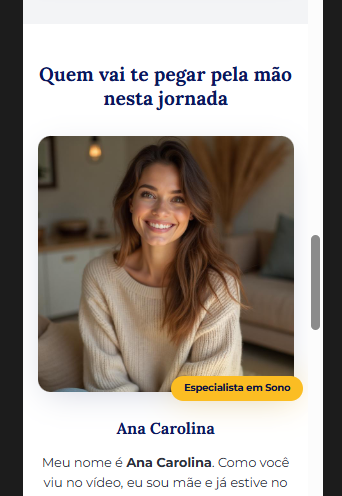 Quem vai te pegar pela mão
nesta jornada
Especialista em Sono
Ana Carolina
Meu nome é Ana Carolina. Como você
viu no vídeo, eu sou mãe e já estive no